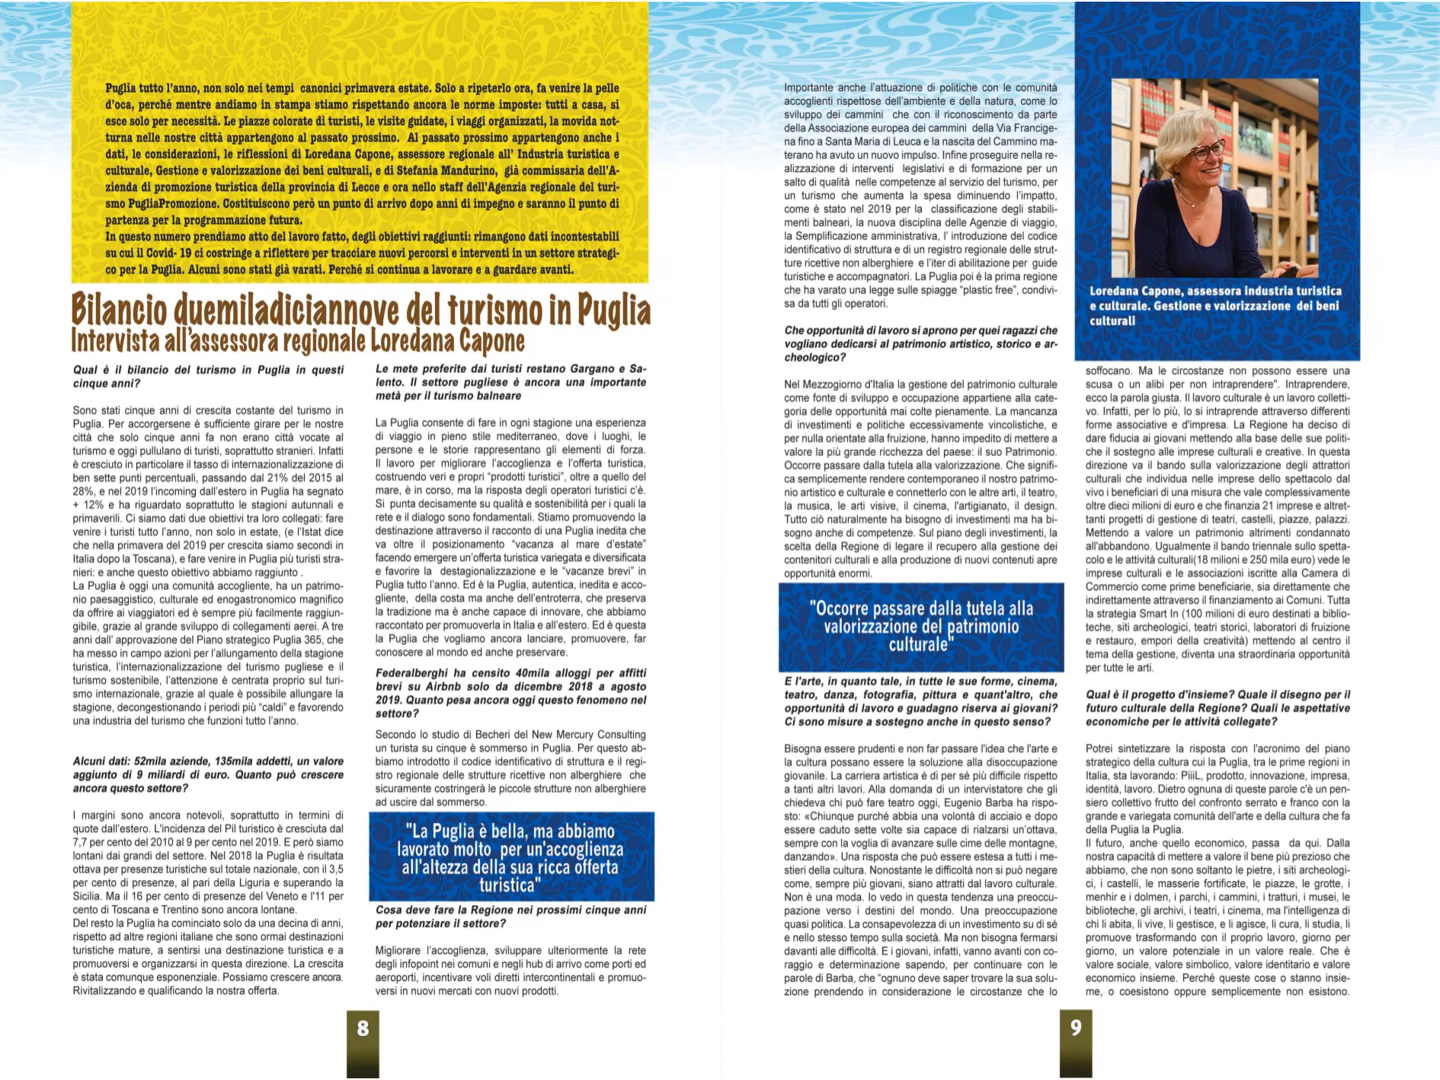 Puglia tutto l'anno, non solo nei tempi canonici primavera estate. Solo a ripeterlo ora, fa venire la pelle
d'oca, perché mentre andiamo in stampa stiamo rispettando ancora le norme imposte: tutti a casa, si
esce solo per necessità. Le piazze colorate di turisti, le visite guidate, i viaggi organizzati, la movida not-
turna nelle nostre città appartengono al passato prossimo. Al passato prossimo appartengono anche i
dati, le considerazioni, le riflessioni di Loredana Capone, assessore regionale all' Industria turistica e
culturale, Gestione e valorizzazione dei beni culturali, e di Stefania Mandurino, già commissaria dell'A-
zienda di promozione turistica della provincia di Lecce e ora nello staff dell'Agenzia regionale del turi-
smo PugliaPromozione. Costituiscono però un punto di arrivo dopo anni di impegno e saranno il punto di
partenza per la programmazione futura.
In questo numero prendiamo atto del lavoro fatto, degli obiettivi raggiunti: rimangono dati incontestabili
su cui il Covid- 19 ci costringe a riflettere per tracciare nuovi percorsi e interventi in un settore strategi-
co per la Puglia. Alcuni sono stati già varati. Perché si continua a lavorare e a guardare avanti.
Bilancio duemiladiciannove del turismo in Puglia
Intervista all'assessora regionale Loredana Capone
Qual è il bilancio del turismo in Puglia in questi
cinque anni?
Sono stati cinque anni di crescita costante del turismo in
Puglia. Per accorgersene è sufficiente girare per le nostre
città che solo cinque anni fa non erano città vocate al
turismo e oggi pullulano di turisti, soprattutto stranieri. Infatti
è cresciuto in particolare il tasso di internazionalizzazione di
ben sette punti percentuali, passando dal 21% del 2015 al
28%, e nel 2019 l'incoming dall'estero in Puglia ha segnato
+ 12% e ha riguardato soprattutto le stagioni autunnali e
primaverili. Ci siamo dati due obiettivi tra loro collegati: fare
venire i turisti tutto l'anno, non solo in estate, (e l'Istat dice
che nella primavera del 2019 per crescita siamo secondi in
Italia dopo la Toscana), e fare venire in Puglia più turisti stra-
nieri: e anche questo obiettivo abbiamo raggiunto .
La Puglia è oggi una comunità accogliente, ha un patrimo-
nio paesaggistico, culturale ed enogastronomico magnifico
da offrire ai viaggiatori ed è sempre più facilmente raggiun-
gibile, grazie al grande sviluppo di collegamenti aerei. A tre
anni dall' approvazione del Piano strategico Puglia 365, che
ha messo in campo azioni per l'allungamento della stagione
turistica, l'internazionalizzazione del turismo pugliese e il
turismo sostenibile, l'attenzione è centrata proprio sul turi-
smo internazionale, grazie al quale è possibile allungare la
stagione, decongestionando i periodi più “caldi” e favorendo
una industria del turismo che funzioni tutto l'anno.
Alcuni dati: 52mila aziende, 135mila addetti, un valore
aggiunto di 9 miliardi di euro. Quanto può crescere
ancora questo settore?
I margini sono ancora notevoli, soprattutto in termini di
quote dall'estero. L'incidenza del Pil turistico è cresciuta dal
7,7 per cento del 2010 al 9 per cento nel 2019. E però siamo
lontani dai grandi del settore. Nel 2018 la Puglia è risultata
ottava per presenze turistiche sul totale nazionale, con il 3,5
per cento di presenze, al pari della Liguria e superando la
Sicilia. Ma il 16 per cento di presenze del Veneto e l'11 per
cento di Toscana e Trentino sono ancora lontane.
Del resto la Puglia ha cominciato solo da una decina di anni,
rispetto ad altre regioni italiane che sono ormai destinazioni
turistiche mature, a sentirsi una destinazione turistica e a
promuoversi e organizzarsi in questa direzione. La crescita
è stata comunque esponenziale. Possiamo crescere ancora.
Rivitalizzando e qualificando la nostra offerta.
Le mete preferite dai turisti restano Gargano e Sa-
lento. Il settore pugliese è ancora una importante
metà per il turismo balneare
La Puglia consente di fare in ogni stagione una esperienza
di viaggio in pieno stile mediterraneo, dove i luoghi, le
persone e le storie rappresentano gli elementi di forza.
Il lavoro per migliorare l'accoglienza e l'offerta turistica,
costruendo veri e propri “prodotti turistici”, oltre a quello del
mare, è in corso, ma la risposta degli operatori turistici c'è.
Si punta decisamente su qualità e sostenibilità per i quali la
rete e il dialogo sono fondamentali. Stiamo promuovendo la
destinazione attraverso il racconto di una Puglia inedita che
va oltre il posizionamento “vacanza al mare d'estate”
facendo emergere un'offerta turistica variegata e diversificata
e favorire la destagionalizzazione e le “vacanze brevi” in
Puglia tutto l'anno. Ed è la Puglia, autentica, inedita e acco-
gliente, della costa ma anche dell'entroterra, che preserva
la tradizione ma è anche capace di innovare, che abbiamo
raccontato per promuoverla in Italia e all'estero. Ed è questa
la Puglia che vogliamo ancora lanciare, promuovere, far
conoscere al mondo ed anche preservare.
Federalberghi ha censito 40mila alloggi per affitti
brevi su Airbnb solo da dicembre 2018 a agosto
2019. Quanto pesa ancora oggi questo fenomeno nel
settore?
Secondo lo studio di Becheri del New Mercury Consulting
un turista su cinque è sommerso in Puglia. Per questo ab-
biamo introdotto il codice identificativo di struttura e il regi-
stro regionale delle strutture ricettive non alberghiere che
sicuramente costringerà le piccole strutture non alberghiere
ad uscire dal sommerso.
"La Puglia è bella, ma abbiamo
lavorato molto per un'accoglienza
all'altezza della sua ricca offerta
turistica"
Cosa deve fare la Regione nei prossimi cinque anni
per potenziare il settore?
Migliorare l'accoglienza, sviluppare ulteriormente la rete
degli infopoint nei comuni e negli hub di arrivo come porti ed
aeroporti, incentivare voli diretti intercontinentali e promuo-
versi in nuovi mercati con nuovi prodotti.
8
Importante anche l'attuazione di politiche con le comunità
accoglienti rispettose dell'ambiente e della natura, come lo
sviluppo dei cammini che con il riconoscimento da parte
della Associazione europea dei cammini della Via Francige-
na fino a Santa Maria di Leuca e la nascita del Cammino ma-
terano ha avuto un nuovo impulso. Infine proseguire nella re-
alizzazione di interventi legislativi e di formazione per un
salto di qualità nelle competenze al servizio del turismo, per
un turismo che aumenta la spesa diminuendo l'impatto,
come è stato nel 2019 per la classificazione degli stabili-
menti balneari, la nuova disciplina delle Agenzie di viaggio,
la Semplificazione amministrativa, l' introduzione del codice
identificativo di struttura e di un registro regionale delle strut-
ture ricettive non alberghiere e l'iter di abilitazione per guide
turistiche e accompagnatori. La Puglia poi è la prima regione
che ha varato una legge sulle spiagge “plastic free”, condivi-
sa da tutti gli operatori.
Che opportunità di lavoro si aprono per quei ragazzi che
vogliano dedicarsi al patrimonio artistico, storico e ar-
cheologico?
Nel Mezzogiorno d'Italia la gestione del patrimonio culturale
come fonte di sviluppo e occupazione appartiene alla cate-
goria delle opportunità mai colte pienamente. La mancanza
di investimenti e politiche eccessivamente vincolistiche, e
per nulla orientate alla fruizione, hanno impedito di mettere a
valore la più grande ricchezza del paese: il suo Patrimonio.
Occorre passare dalla tutela alla valorizzazione. Che signifi-
ca semplicemente rendere contemporaneo il nostro patrimo-
nio artistico e culturale e connetterlo con le altre arti, il teatro,
la musica, le arti visive, il cinema, l'artigianato, il design.
Tutto ciò naturalmente ha bisogno di investimenti ma ha bi-
sogno anche di competenze. Sul piano degli investimenti, la
scelta della Regione di legare il recupero alla gestione dei
contenitori culturali e alla produzione di nuovi contenuti apre
opportunità enormi.
"Occorre passare dalla tutela alla
valorizzazione del patrimonio
culturale"
E l'arte, in quanto tale, in tutte le sue forme, cinema,
teatro, danza, fotografia, pittura e quant'altro, che
opportunità di lavoro e guadagno riserva ai giovani?
Ci sono misure a sostegno anche in questo senso?
Bisogna essere prudenti e non far passare l'idea che l'arte e
la cultura possano essere la soluzione alla disoccupazione
giovanile. La carriera artistica è di per sé più difficile rispetto
a tanti altri lavori. Alla domanda di un intervistatore che gli
chiedeva chi può fare teatro oggi, Eugenio Barba ha rispo-
sto: «Chiunque purché abbia una volontà di acciaio e dopo
essere caduto sette volte sia capace di rialzarsi un'ottava,
sempre con la voglia di avanzare sulle cime delle montagne,
danzando». Una risposta che può essere estesa a tutti i me-
stieri della cultura. Nonostante le difficoltà non si può negare
come, sempre più giovani, siano attratti dal lavoro culturale.
Non è una moda. Io vedo in questa tendenza una preoccu-
pazione verso i destini del mondo. Una preoccupazione
quasi politica. La consapevolezza di un investimento su di sé
e nello stesso tempo sulla società. Ma non bisogna fermarsi
davanti alle difficoltà. E i giovani, infatti, vanno avanti con co-
raggio e determinazione sapendo, per continuare con le
parole di Barba, che “ognuno deve saper trovare la sua solu-
zione prendendo in considerazione le circostanze che lo
Loredana Capone, assessora industria turistica
e culturale. Gestione e valorizzazione dei beni
culturali
soffocano. Ma le circostanze non possono essere una
scusa o un alibi per non intraprendere”. Intraprendere,
ecco la parola giusta. Il lavoro culturale è un lavoro colletti-
vo. Infatti, per lo più, lo si intraprende attraverso differenti
forme associative e d'impresa. La Regione ha deciso di
dare fiducia ai giovani mettendo alla base delle sue politi-
che il sostegno alle imprese culturali e creative. In questa
direzione va il bando sulla valorizzazione degli attrattori
culturali che individua nelle imprese dello spettacolo dal
vivo i beneficiari di una misura che vale complessivamente
oltre dieci milioni di euro e che finanzia 21 imprese e altret-
tanti progetti di gestione di teatri, castelli, piazze, palazzi.
Mettendo a valore un patrimonio altrimenti condannato
all'abbandono. Ugualmente il bando triennale sullo spetta-
colo e le attività culturali(18 milioni e 250 mila euro) vede le
imprese culturali e le associazioni iscritte alla Camera di
Commercio come prime beneficiarie, sia direttamente che
indirettamente attraverso il finanziamento ai Comuni. Tutta
la strategia Smart In (100 milioni di euro destinati a biblio-
teche, siti archeologici, teatri storici, laboratori di fruizione
e restauro, empori della creatività) mettendo al centro il
tema della gestione, diventa una straordinaria opportunità
per tutte le arti.
Qual è il progetto d'insieme? Quale il disegno per il
futuro culturale della Regione? Quali le aspettative
economiche per le attività collegate?
Potrei sintetizzare la risposta con l'acronimo del piano
strategico della cultura cui la Puglia, tra le prime regioni in
Italia, sta lavorando: PiiiL, prodotto, innovazione, impresa,
identità, lavoro. Dietro ognuna di queste parole c'è un pen-
siero collettivo frutto del confronto serrato e franco con la
grande e variegata comunità dell'arte e della cultura che fa
della Puglia la Puglia.
Il futuro, anche quello economico, passa da qui. Dalla
nostra capacità di mettere a valore il bene più prezioso che
abbiamo, che non sono soltanto le pietre, i siti archeologi-
ci, i castelli, le masserie fortificate, le piazze, le grotte, i
menhir e i dolmen, i parchi, i cammini, i tratturi, i musei, le
biblioteche, gli archivi, i teatri, i cinema, ma l'intelligenza di
chi li abita, li vive, li gestisce, e li agisce, li cura, li studia, li
promuove trasformando con il proprio lavoro, giorno per
giorno, un valore potenziale in un valore reale. Che è
valore sociale, valore simbolico, valore identitario e valore
economico insieme. Perché queste cose o stanno insie-
me, o coesistono oppure semplicemente non esistono.
9